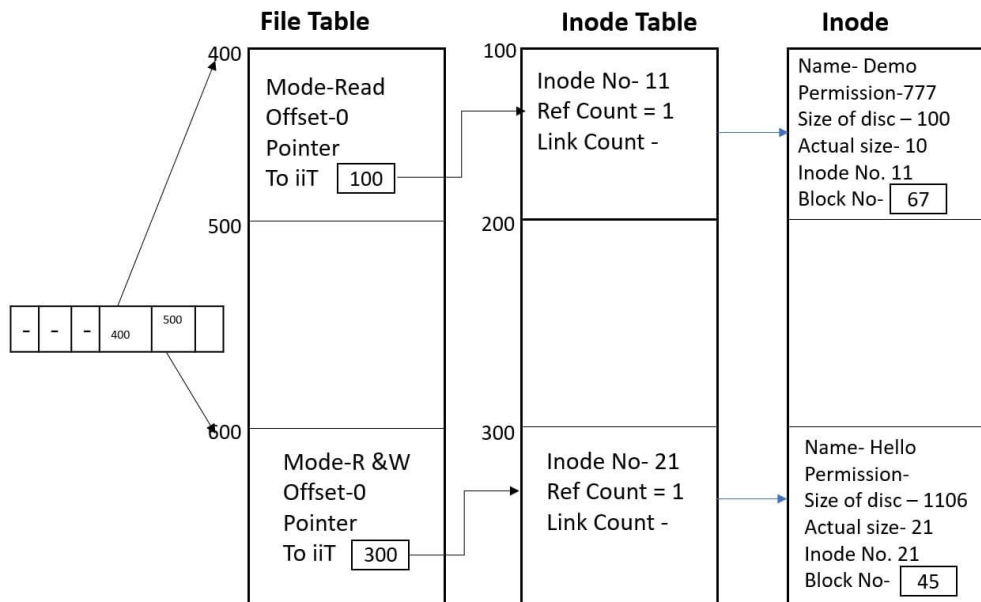 File Table
Inode Table
Inode
400
Mode-Read
Offset-0
Pointer
To iiT 100
500
600
Mode-R &W
Offset-0
Pointer
To iiT 300
100
Inode No- 11
Ref Count = 1
Link Count -
200
300
Inode No- 21
Ref Count = 1
Link Count -
Name- Demo
Permission-777
Size of disc – 100
Actual size- 10
Inode No. 11
Block No- 67
Name- Hello
Permission-
Size of disc – 1106
Actual size- 21
Inode No. 21
Block No- 45
- - - 400 500